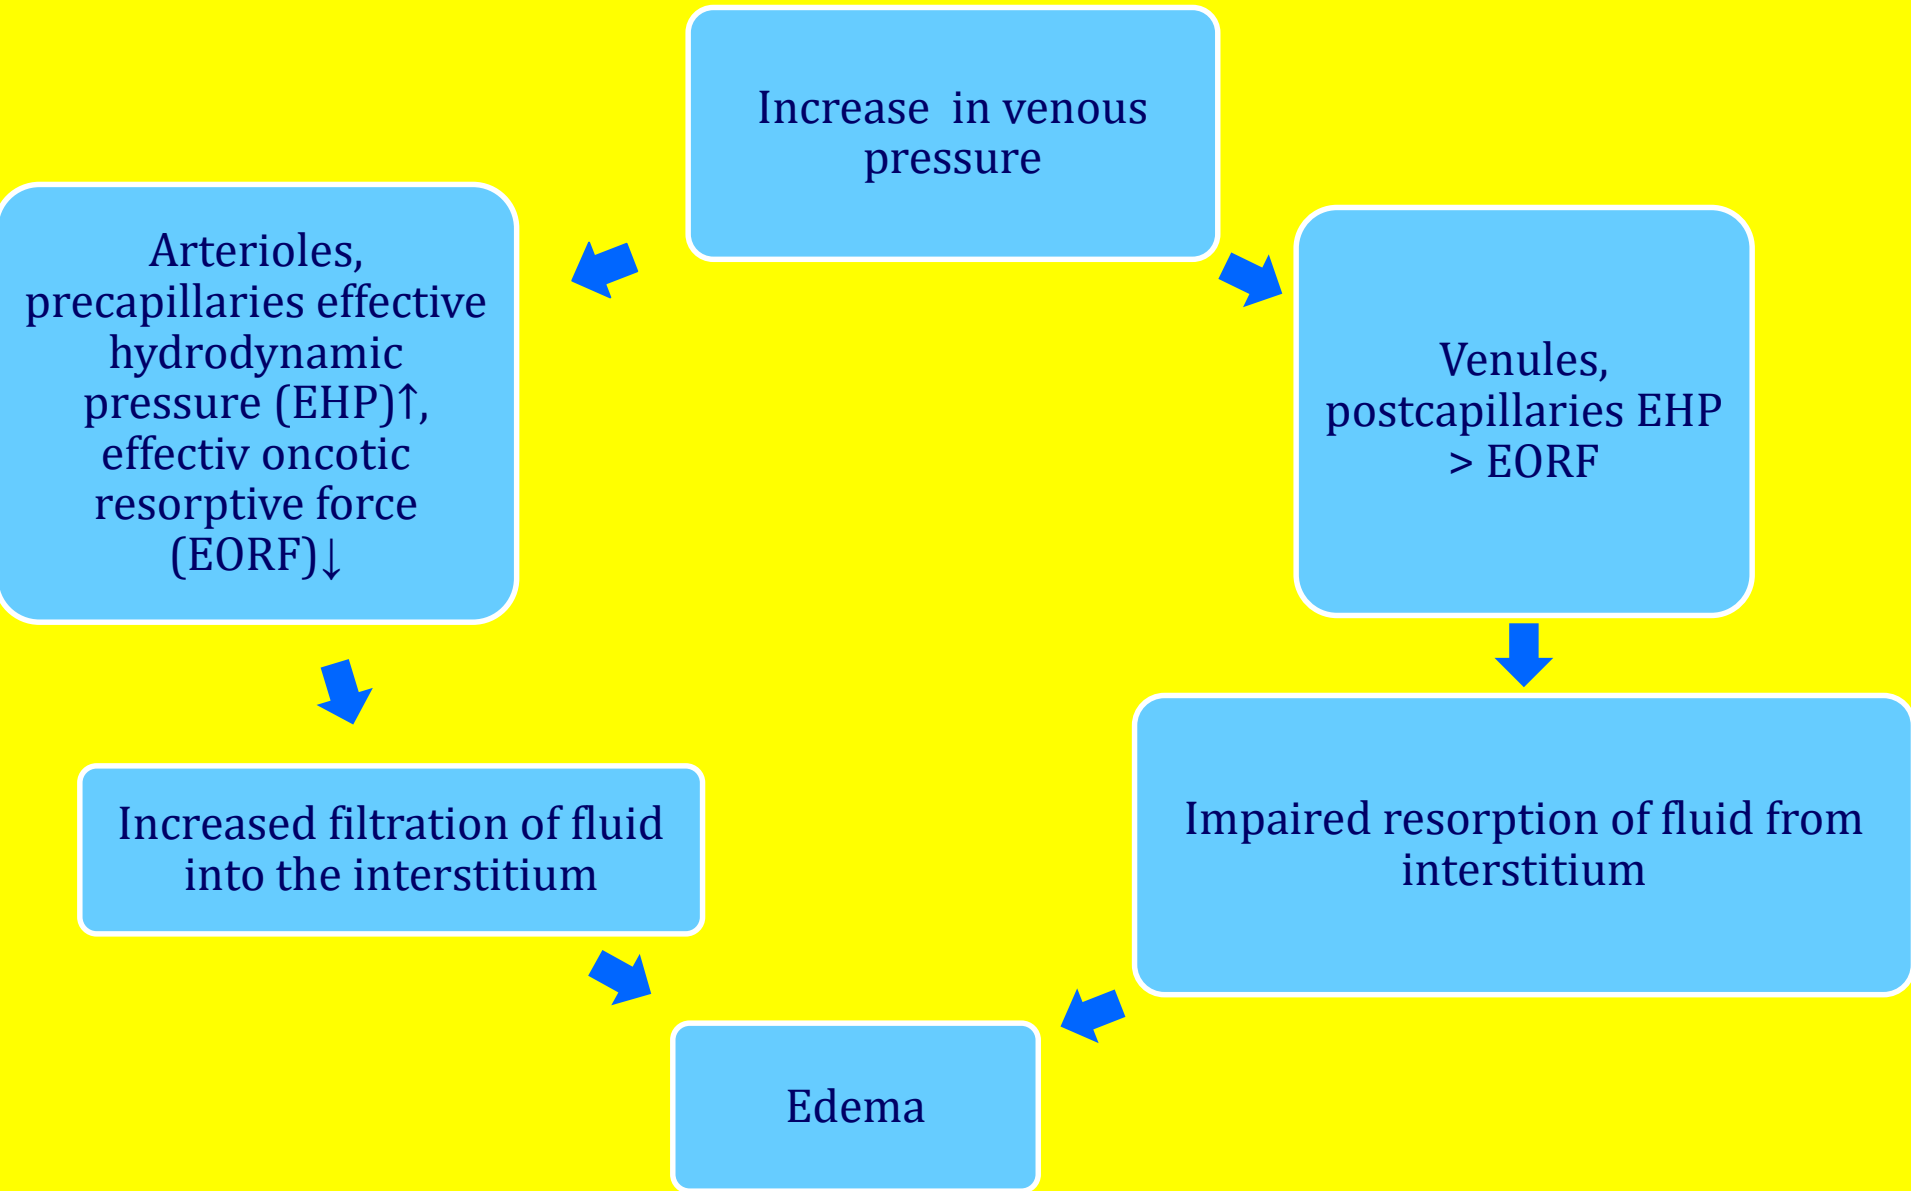 Increase  in venous
pressure
Arterioles,
precapillaries effective
hydrodynamic
pressure (EHP)↑,
effectiv oncotic
resorptive force
(EORF)↓
Venules,
postcapillaries EHP
> EORF
Increased filtration of fluid
into the interstitium
Impaired resorption of fluid from
interstitium
Edema